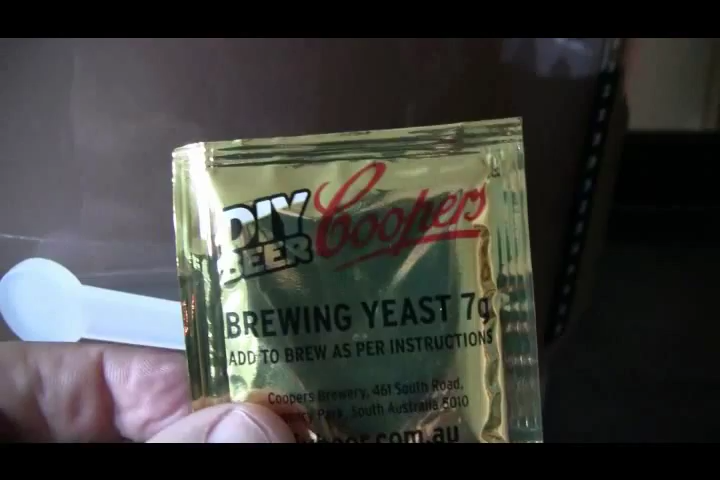 DIY Coopers
BEER
BREWING YEAST 7g
ADD TO BREW AS PER INSTRUCTIONS
Coopers Brewery, 461 South Road,
Park, South Australia 5010
.com.au